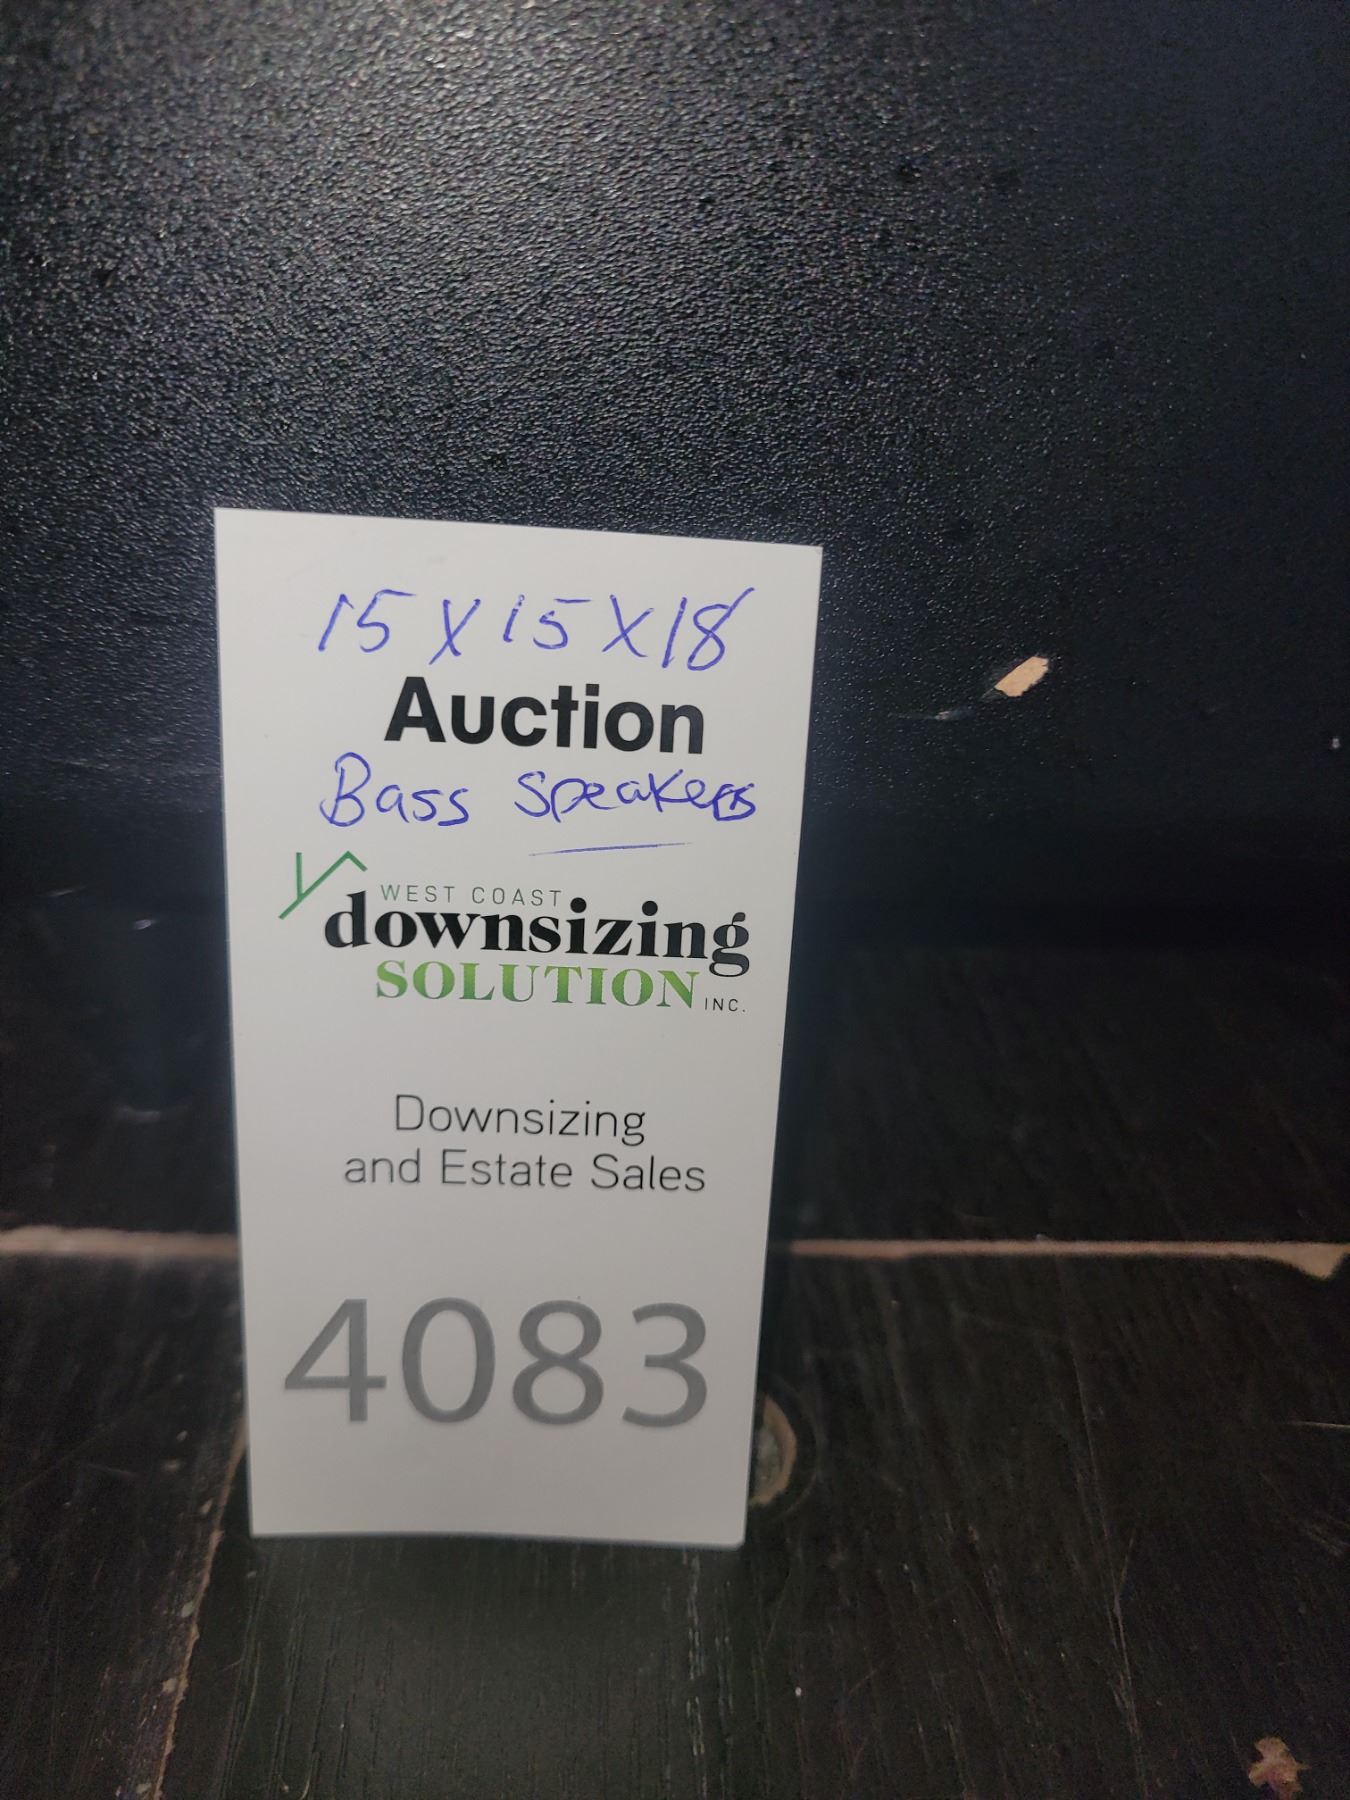 15 X 15 X 18
Auction
Bass Speakers
WEST COAST
downsizing
SOLUTION INC.
Downsizing
and Estate Sales
4083